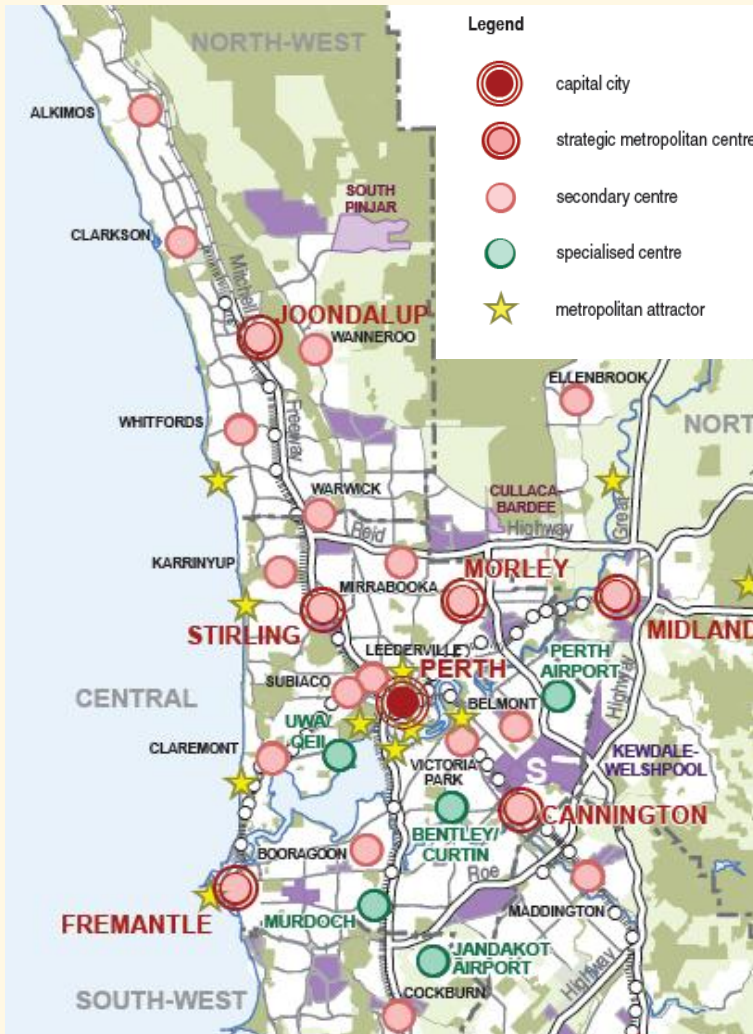 Legend
capital city
strategic metropolitan centre
secondary centre
specialised centre
metropolitan attractor
NORTH-WEST
ALKIMOS
SOUTH
PINJAR
CLARKSON
Mitchell
JOONDALUP
WANNEROO
ELLENBROOK
Freeway
WHITFORDS
NORT
CULLACA-
BARDEE
WARWICK
Reid
Highway
Great
KARRINYUP
MIRRABOOKA
MORLEY
STIRLING
MIDLAND
LEEDERVILLE
PERTH
PERTH
AIRPORT
SUBIACO
CENTRAL
BELMONT
Highway
UWA/
QEII
CLAREMONT
VICTORIA
PARK
S
KEWDALE-
WELSHPOOL
CANNINGTON
BENTLEY/
CURTIN
BOORAGOON
Roe
FREMANTLE
MURDOCH
MADDINGTON
JANDAKOT
AIRPORT
Highway
SOUTH-WEST
COCKBURN